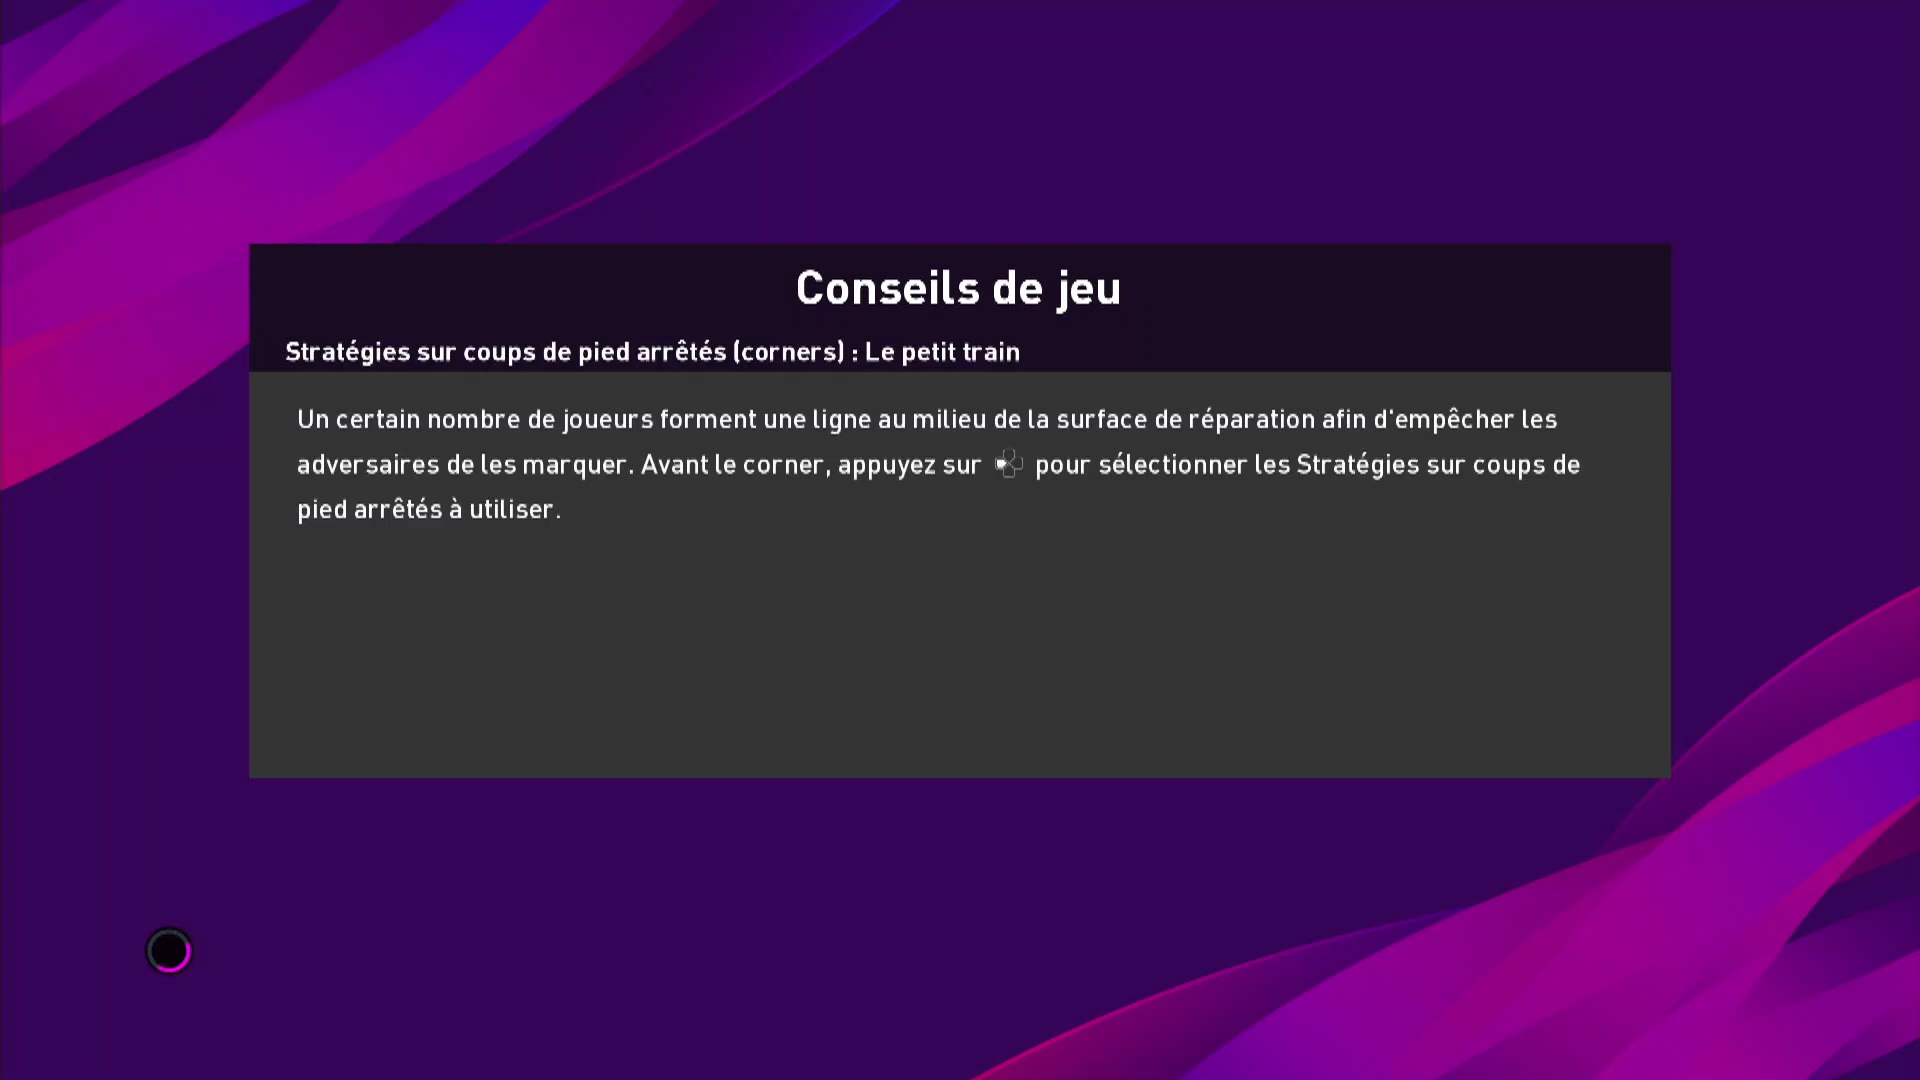 Conseils de jeu
Stratégies sur coups de pied arrêtés (corners) : Le petit train
Un certain nombre de joueurs forment une ligne au milieu de la surface de réparation afin d'empêcher les
adversaires de les marquer. Avant le corner, appuyez sur pour sélectionner les Stratégies sur coups de
pied arrêtés à utiliser.